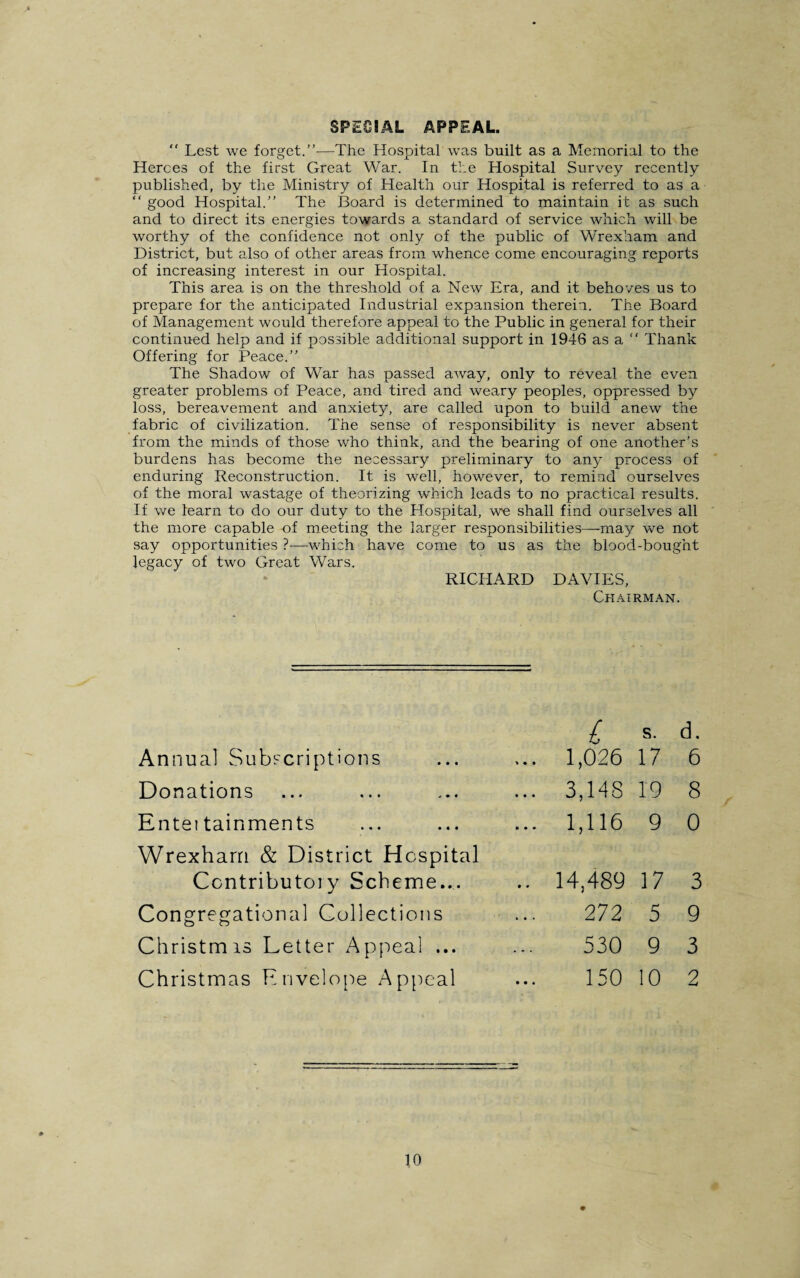 SPECIAL APPEAL.
" Lest we forget."—The Hospital was built as a Memorial to the
Heroes of the first Great War. In the Hospital Survey recently
published, by the Ministry of Health our Hospital is referred to as a
" good Hospital." The Board is determined to maintain it as such
and to direct its energies towards a standard of service which will be
worthy of the confidence not only of the public of Wrexham and
District, but also of other areas from whence come encouraging reports
of increasing interest in our Hospital.
This area is on the threshold of a New Era, and it behoves us to
prepare for the anticipated Industrial expansion therein. The Board
of Management would therefore appeal to the Public in general for their
continued help and if possible additional support in 1946 as a " Thank
Offering for Peace."
The Shadow of War has passed away, only to reveal the even
greater problems of Peace, and tired and weary peoples, oppressed by
loss, bereavement and anxiety, are called upon to build anew the
fabric of civilization. The sense of responsibility is never absent
from the minds of those who think, and the bearing of one another's
burdens has become the necessary preliminary to any process of
enduring Reconstruction. It is well, however, to remind ourselves
of the moral wastage of theorizing which leads to no practical results.
If we learn to do our duty to the Hospital, we shall find ourselves all
the more capable of meeting the larger responsibilities—may we not
say opportunities ?—which have come to us as the blood-bought
legacy of two Great Wars.
RICHARD DAVIES,
CHAIRMAN.
£ s. d.
Annual Subscriptions ... ... 1,026 17 6
Donations ... ... ... ... 3,148 19 8
Entertainments ... ... ... 1,116 9 0
Wrexham & District Hospital
Contributory Scheme... .. 14,489 17 3
Congregational Collections ... 272 5 9
Christmas Letter Appeal ... ... 530 9 3
Christmas Envelope Appeal ... 150 10 2
10